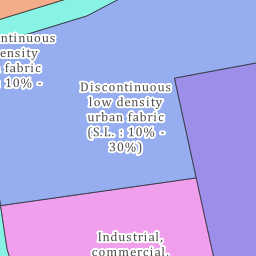 ntinuous
ensity
fabric
10% -
Discontinuous
low density
urban fabric
(S.L. : 10% -
30%)
Industrial,
commercial,